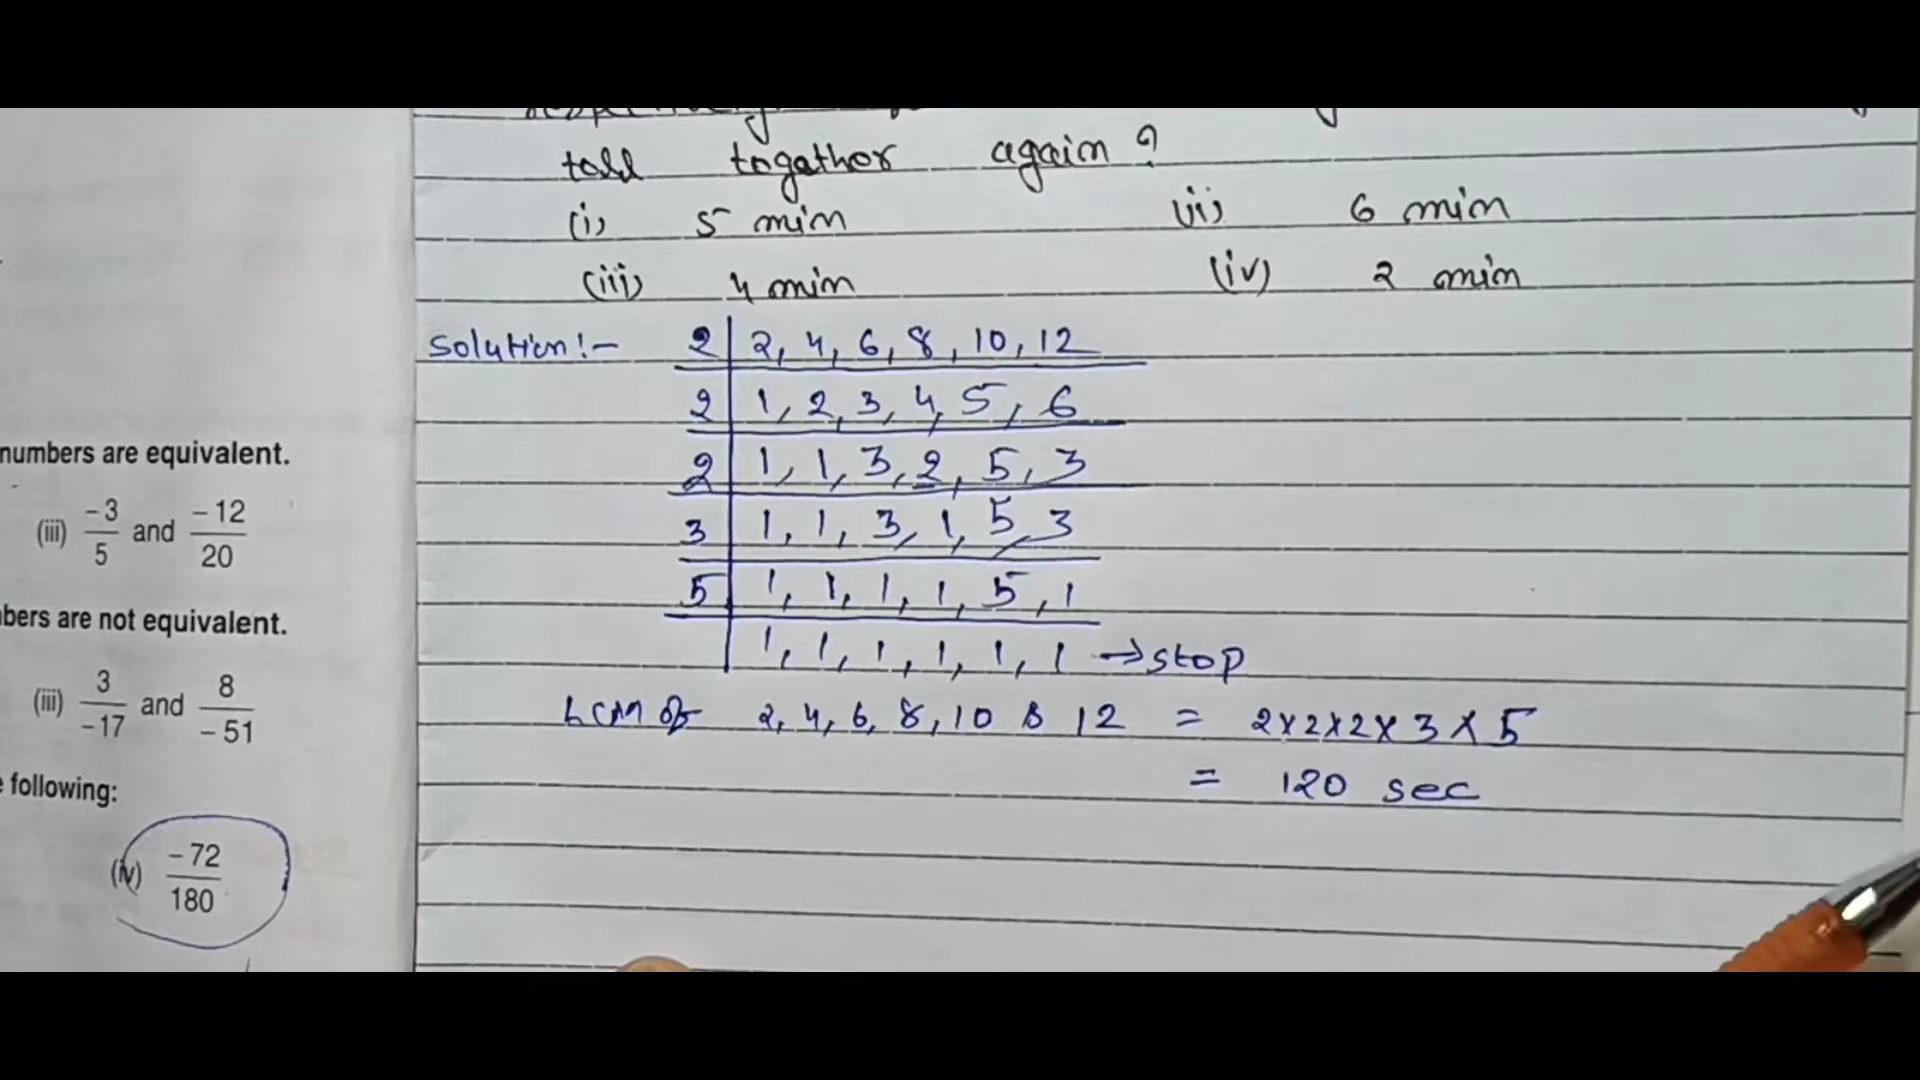 numbers are equivalent.
(iii) -3/5 and -12/20
bers are not equivalent.
(iii) 3/-17 and 8/-51
following:
(iv) -72/180
toll togather again ?
(i) 5 min (ii) 6 min
(iii) 4 min (iv) 2 min
Solution:- 2 | 2, 4, 6, 8, 10, 12
2 | 1, 2, 3, 4, 5, 6
2 | 1, 1, 3, 2, 5, 3
3 | 1, 1, 3, 1, 5, 3
5 | 1, 1, 1, 1, 5, 1
1, 1, 1, 1, 1, 1 → stop
LCM of 2, 4, 6, 8, 10 & 12 = 2×2×2×3×5
= 120 sec